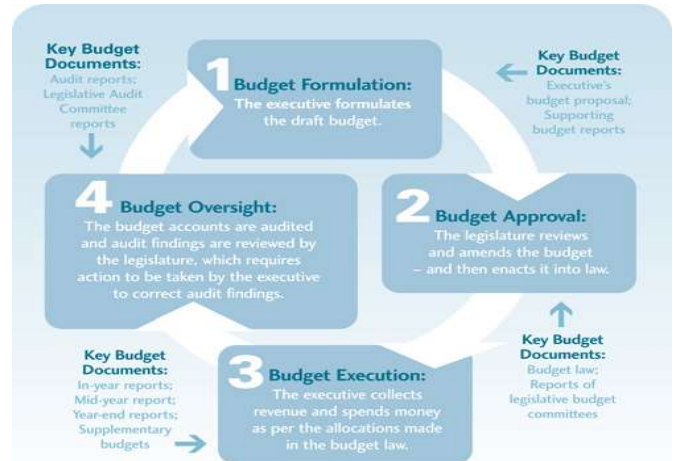 Key Budget
Documents:
Audit reports;
Legislative Audit
Committee
reports
1
Budget Formulation:
The executive formulates
the draft budget.
Key Budget
Documents:
Executive's
budget proposal;
Supporting
budget reports
2
Budget Approval:
The legislature reviews
and amends the budget
– and then enacts it into law.
Key Budget
Documents:
Budget law;
Reports of
legislative budget
committees
3
Budget Execution:
The executive collects
revenue and spends money
as per the allocations made
in the budget law.
Key Budget
Documents:
In-year reports;
Mid-year report;
Year-end reports;
Supplementary
budgets
4
Budget Oversight:
The budget accounts are audited
and audit findings are reviewed by
the legislature, which requires
action to be taken by the executive
to correct audit findings.